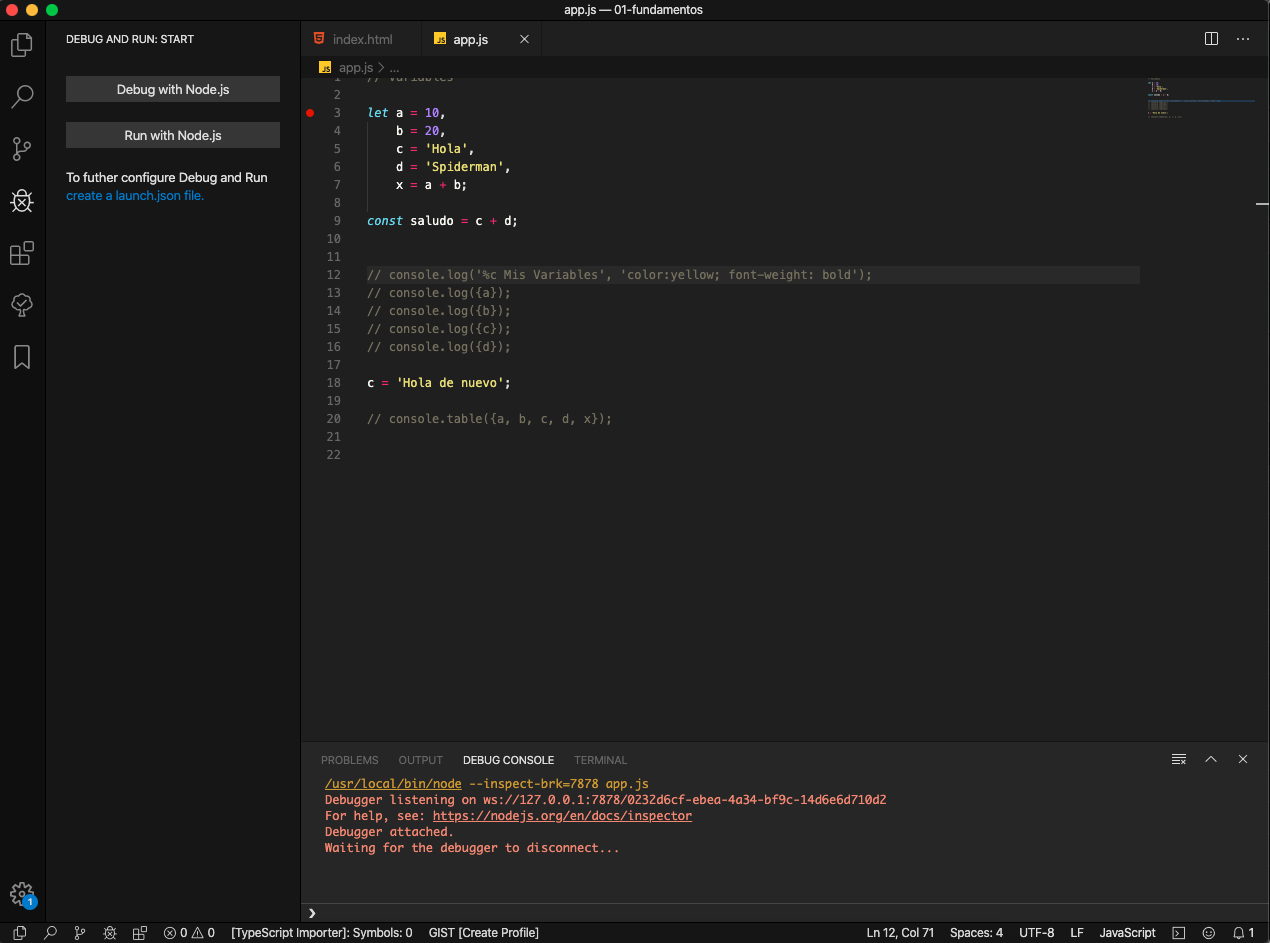 app.js — 01-fundamentos
DEBUG AND RUN: START
Debug with Node.js
Run with Node.js
To futher configure Debug and Run
create a launch.json file.
index.html
JS app.js
JS app.js > ...
1 // Variables
2
3 let a = 10,
4 b = 20,
5 c = 'Hola',
6 d = 'Spiderman',
7 x = a + b;
8
9 const saludo = c + d;
10
11
12 // console.log('%c Mis Variables', 'color:yellow; font-weight: bold');
13 // console.log({a});
14 // console.log({b});
15 // console.log({c});
16 // console.log({d});
17
18 c = 'Hola de nuevo';
19
20 // console.table({a, b, c, d, x});
21
22
PROBLEMS OUTPUT DEBUG CONSOLE TERMINAL
/usr/local/bin/node --inspect-brk=7878 app.js
Debugger listening on ws://127.0.0.1:7878/0232d6cf-ebea-4a34-bf9c-14d6e6d710d2
For help, see: https://nodejs.org/en/docs/inspector
Debugger attached.
Waiting for the debugger to disconnect...
1
0 0 [TypeScript Importer]: Symbols: 0 GIST [Create Profile] Ln 12, Col 71 Spaces: 4 UTF-8 LF JavaScript 1